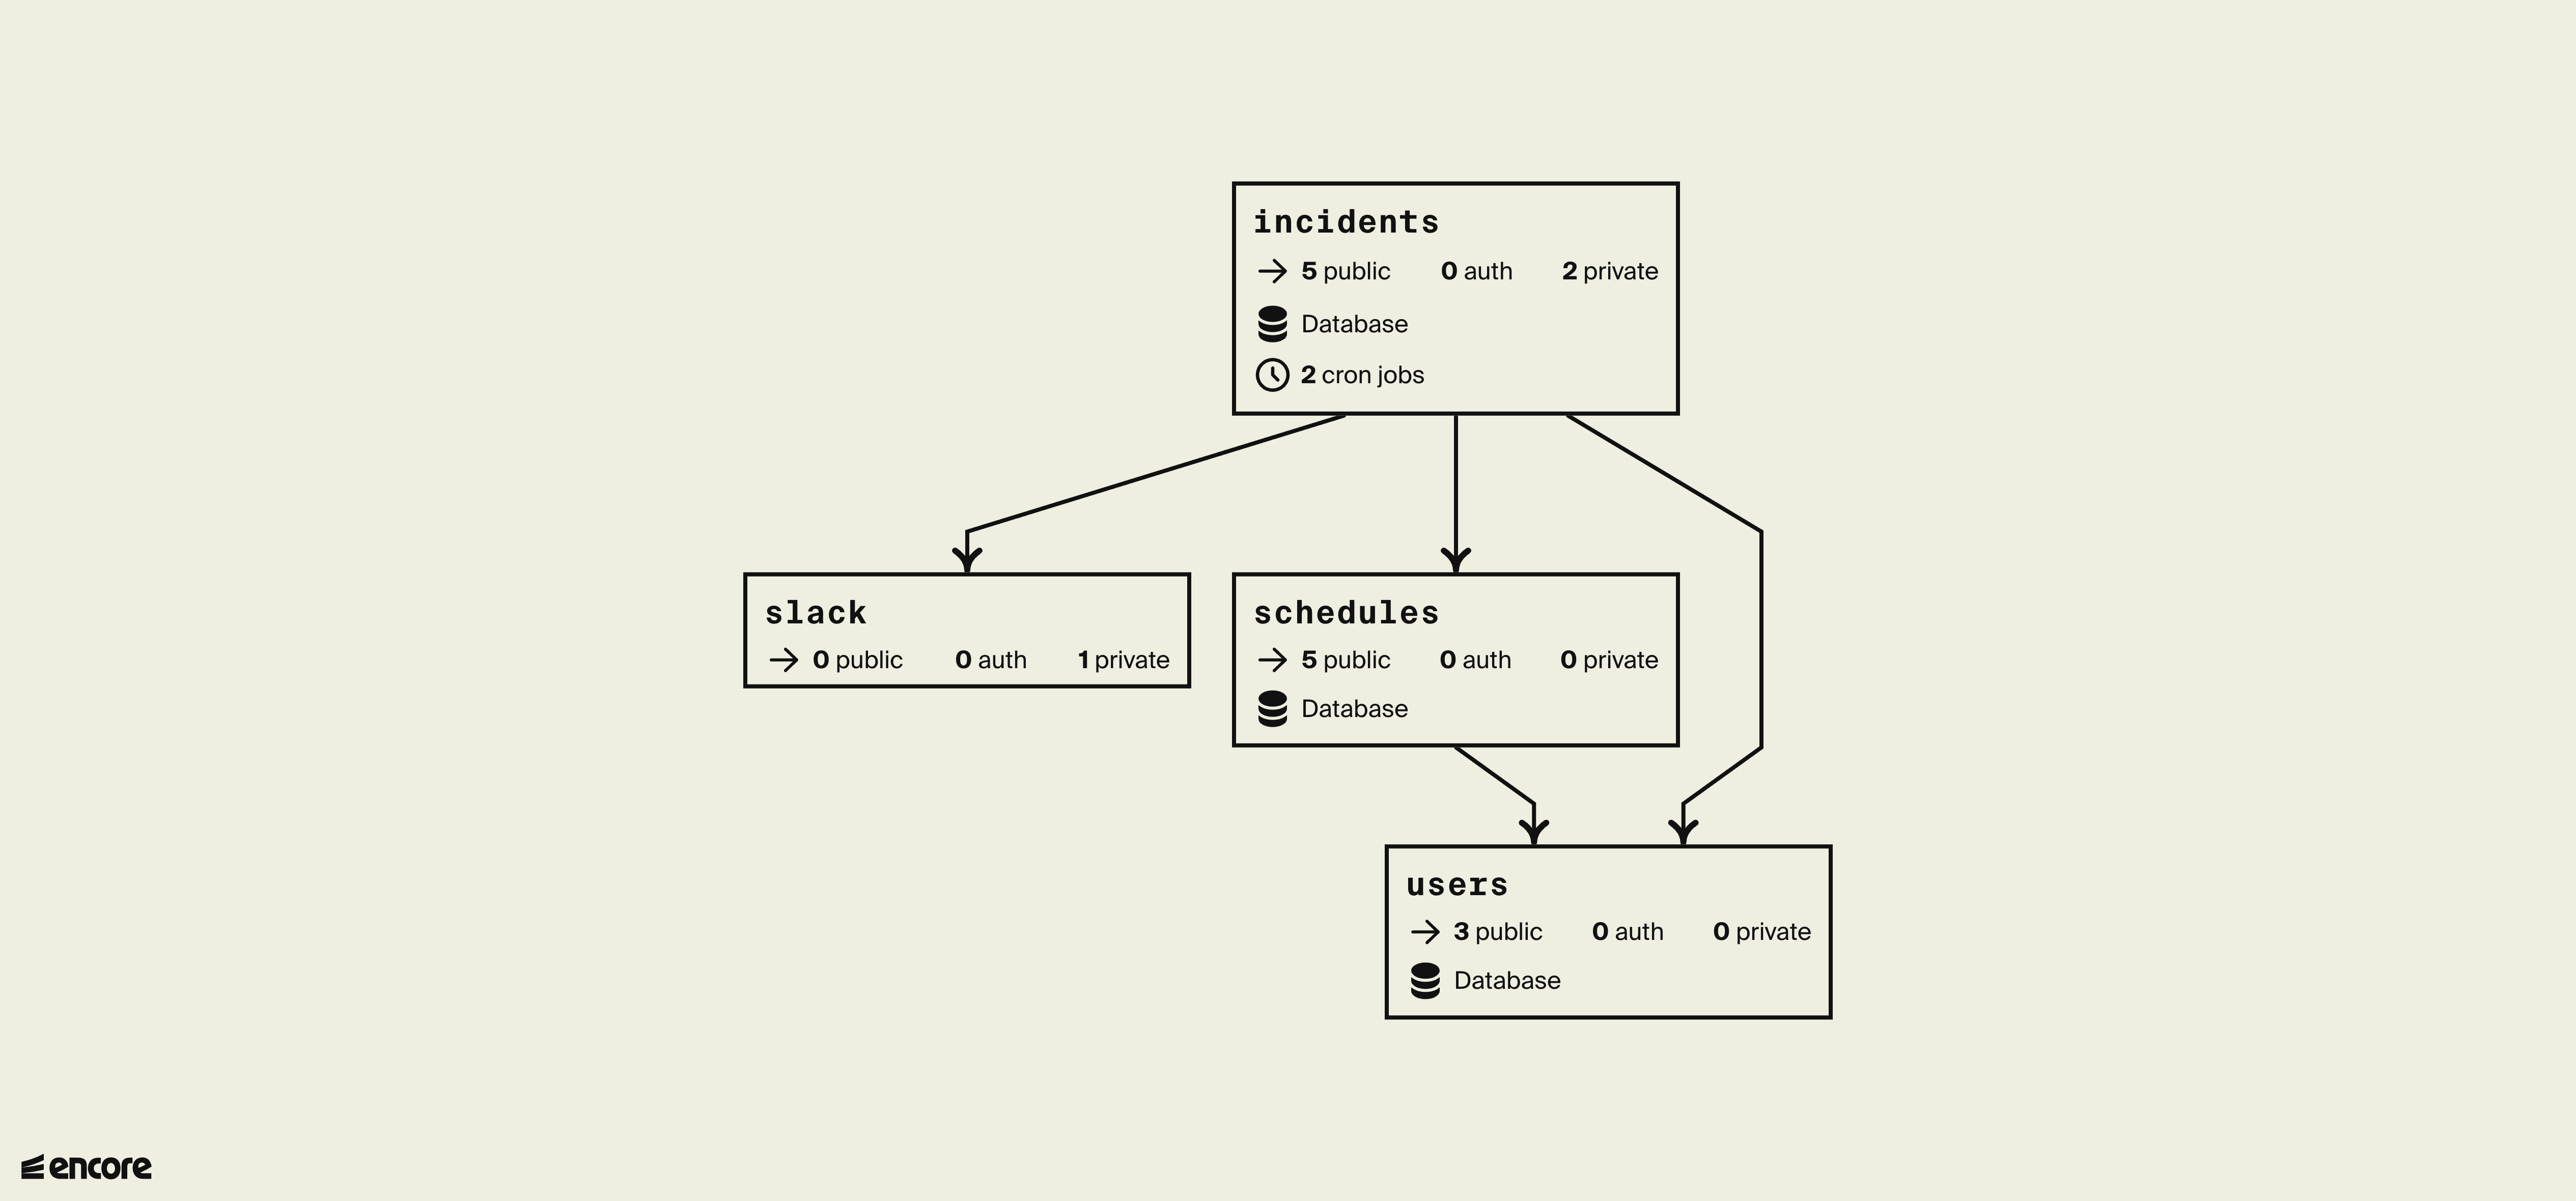 incidents
5 public 0 auth 2 private
Database
2 cron jobs
slack
0 public 0 auth 1 private
schedules
5 public 0 auth 0 private
Database
users
3 public 0 auth 0 private
Database
encore